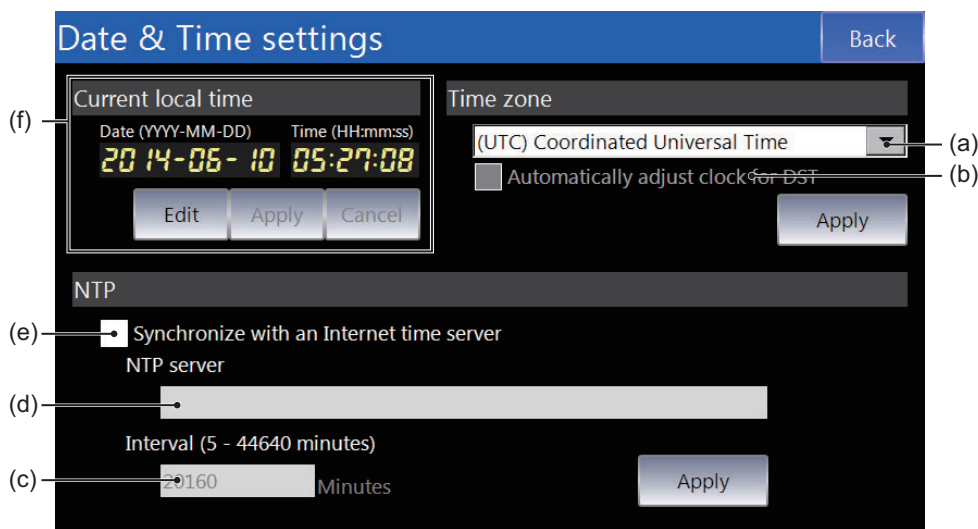 Date & Time settings
Back
(f)
Current local time
Date (YYYY-MM-DD)
Time (HH:mm:ss)
2014-06-10
05:27:08
Edit
Apply
Cancel
Time zone
(UTC) Coordinated Universal Time
(a)
Automatically adjust clock for DST
(b)
Apply
NTP
(e)
Synchronize with an Internet time server
NTP server
(d)
Interval (5 - 44640 minutes)
(c)
20160
Minutes
Apply